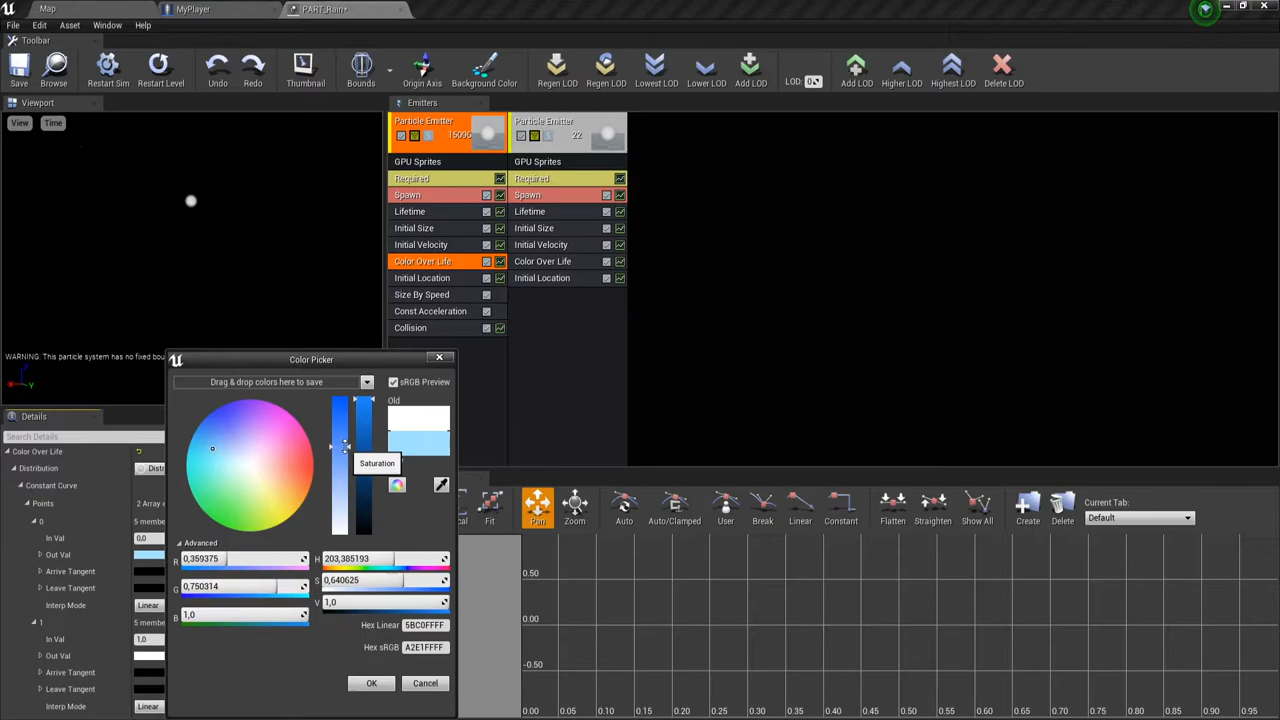 Map
MyPlayer
PART_Rain*
File Edit Asset Window Help
Toolbar
Save
Browse
Restart Sim
Restart Level
Undo
Redo
Thumbnail
Bounds
Origin Axis
Background Color
Regen LOD
Regen LOD
Lowest LOD
Lower LOD
Add LOD
LOD: 0
Add LOD
Higher LOD
Highest LOD
Delete LOD
Viewport
View
Time
WARNING: This particle system has no fixed bou
Z
Y
Emitters
Particle Emitter
15096
GPU Sprites
Required
Spawn
Lifetime
Initial Size
Initial Velocity
Color Over Life
Initial Location
Size By Speed
Const Acceleration
Collision
Particle Emitter
22
GPU Sprites
Required
Spawn
Lifetime
Initial Size
Initial Velocity
Color Over Life
Initial Location
Details
Search Details
Color Over Life
Distribution
Distr
Constant Curve
Points
2 Array e
0
5 membe
In Val
0,0
Out Val
Arrive Tangent
Leave Tangent
Interp Mode
Linear
1
5 membe
In Val
1,0
Out Val
Arrive Tangent
Leave Tangent
Interp Mode
Linear
Color Picker
Drag & drop colors here to save
sRGB Preview
Old
Saturation
Advanced
R 0,359375
G 0,750314
B 1,0
H 203,385193
S 0,640625
V 1,0
Hex Linear 5BC0FFFF
Hex sRGB A2E1FFFF
OK
Cancel
Fit
Pan
Zoom
Auto
Auto/Clamped
User
Break
Linear
Constant
Flatten
Straighten
Show All
Create
Delete
Current Tab:
Default
0.50
0.00
-0.50
0.00 0.05 0.10 0.15 0.20 0.25 0.30 0.35 0.40 0.45 0.50 0.55 0.60 0.65 0.70 0.75 0.80 0.85 0.90 0.95